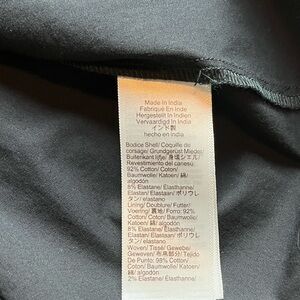 Made in India
Fabriqué en Inde
Hergestellt in Indien
Vervaardigd in India
インド製
hecho en india
Bodice Shell/ Coquille de
corsage/ Grundgerüst Mieder/
Buitenkant lijfje/ 身頃シェル/
Revestimiento del canesú
92% Cotton/ Coton/
Baumwolle/ Katoen/ 綿/
algodón
8% Elastane/ Élasthanne/
Elastan/ Elastaan/ ポリウレ
タン/ elastano
Lining/ Doublure/ Futter/
Voering/ 裏地/ Forro: 92%
Cotton/ Coton/
Baumwolle/ Katoen/ 綿/
algodón
8% Elastane/ Élasthanne/
Elastan/ Elastaan/ ポリウレ
タン/ elastano
Woven/ Tissé/ Gewebe/
Geweven/ 布帛部分/ Tejido
De Punto: 98% Cotton/
Coton/ Baumwolle/
Katoen/ 綿/ algodón
2% Elastane/ Élasthanne/